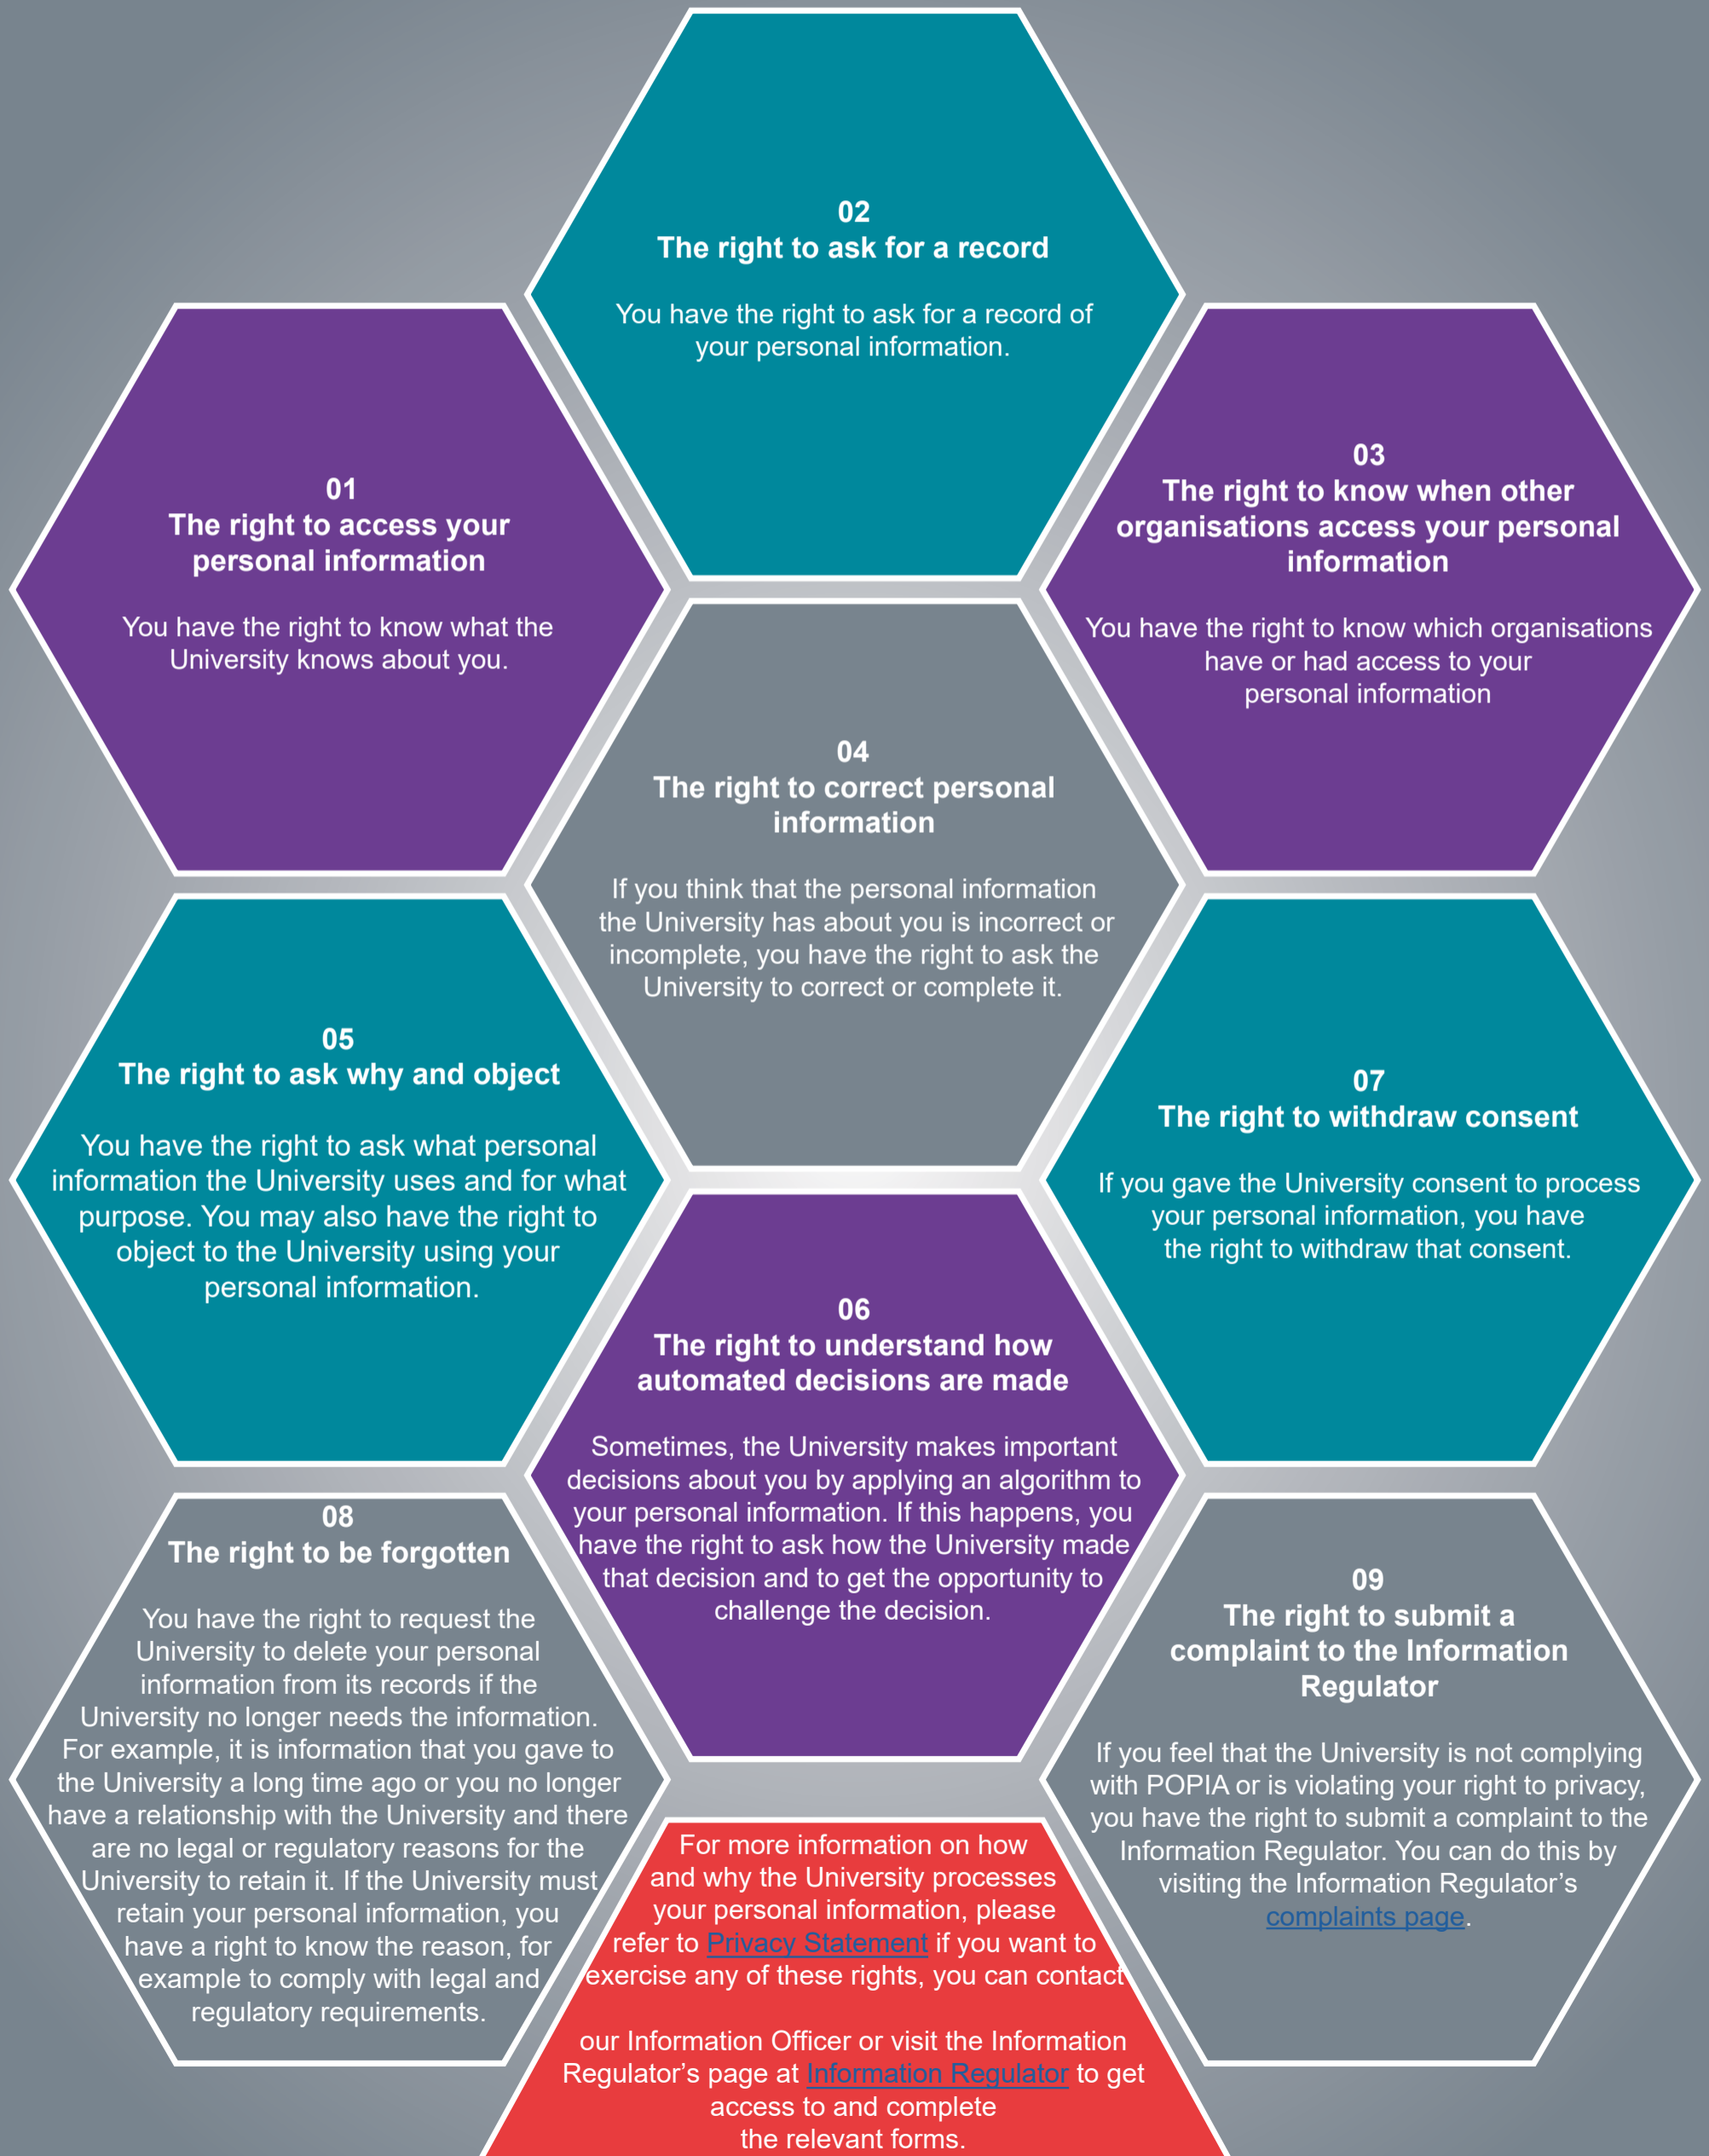 01
The right to access your
personal information
You have the right to know what the
University knows about you.
02
The right to ask for a record
You have the right to ask for a record of
your personal information.
03
The right to know when other
organisations access your personal
information
You have the right to know which organisations
have or had access to your
personal information
04
The right to correct personal
information
If you think that the personal information
the University has about you is incorrect or
incomplete, you have the right to ask the
University to correct or complete it.
05
The right to ask why and object
You have the right to ask what personal
information the University uses and for what
purpose. You may also have the right to
object to the University using your
personal information.
06
The right to understand how
automated decisions are made
Sometimes, the University makes important
decisions about you by applying an algorithm to
your personal information. If this happens, you
have the right to ask how the University made
that decision and to get the opportunity to
challenge the decision.
07
The right to withdraw consent
If you gave the University consent to process
your personal information, you have
the right to withdraw that consent.
08
The right to be forgotten
You have the right to request the
University to delete your personal
information from its records if the
University no longer needs the information.
For example, it is information that you gave to
the University a long time ago or you no longer
have a relationship with the University and there
are no legal or regulatory reasons for the
University to retain it. If the University must
retain your personal information, you
have a right to know the reason, for
example to comply with legal and
regulatory requirements.
09
The right to submit a
complaint to the Information
Regulator
If you feel that the University is not complying
with POPIA or is violating your right to privacy,
you have the right to submit a complaint to the
Information Regulator. You can do this by
visiting the Information Regulator’s
complaints page.
For more information on how
and why the University processes
your personal information, please
refer to Privacy Statement if you want to
exercise any of these rights, you can contact
our Information Officer or visit the Information
Regulator’s page at Information Regulator to get
access to and complete
the relevant forms.